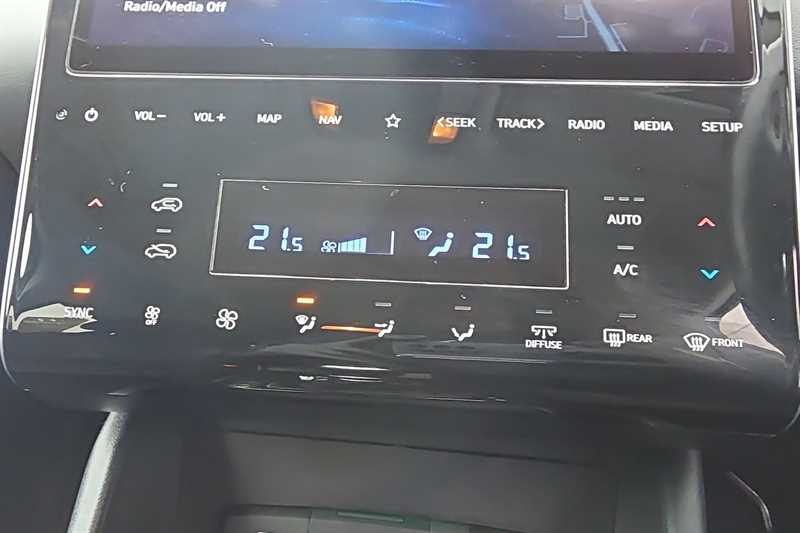 Radio/Media Off
VOL− VOL+ MAP NAV ☆ <SEEK TRACK> RADIO MEDIA SETUP
AUTO
21.5 21.5
A/C
SYNC OFF DIFFUSE REAR FRONT